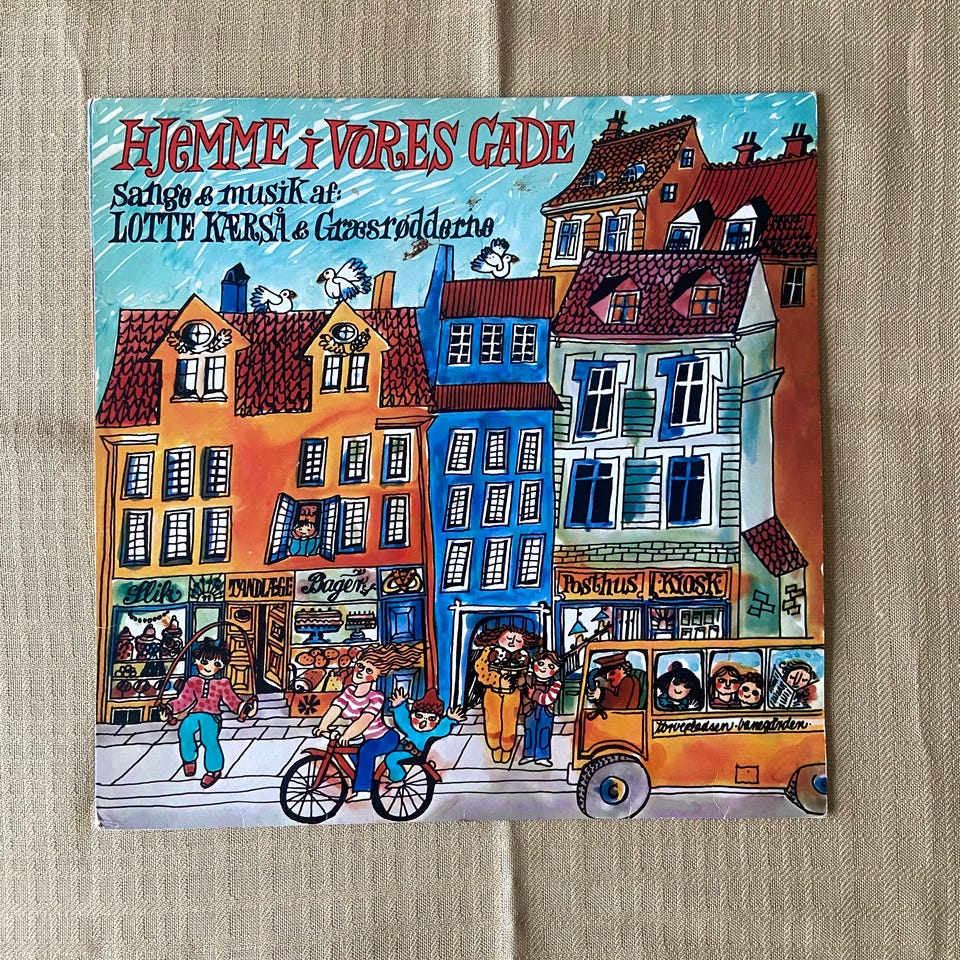 HJEMME i VORES GADE
Sange & musik af:
LOTTE KÆRSÅ & Græsrødderne
Slik
TANDLÆGE
Bager
Posthus
KIOSK
Torvepladsen-banegården